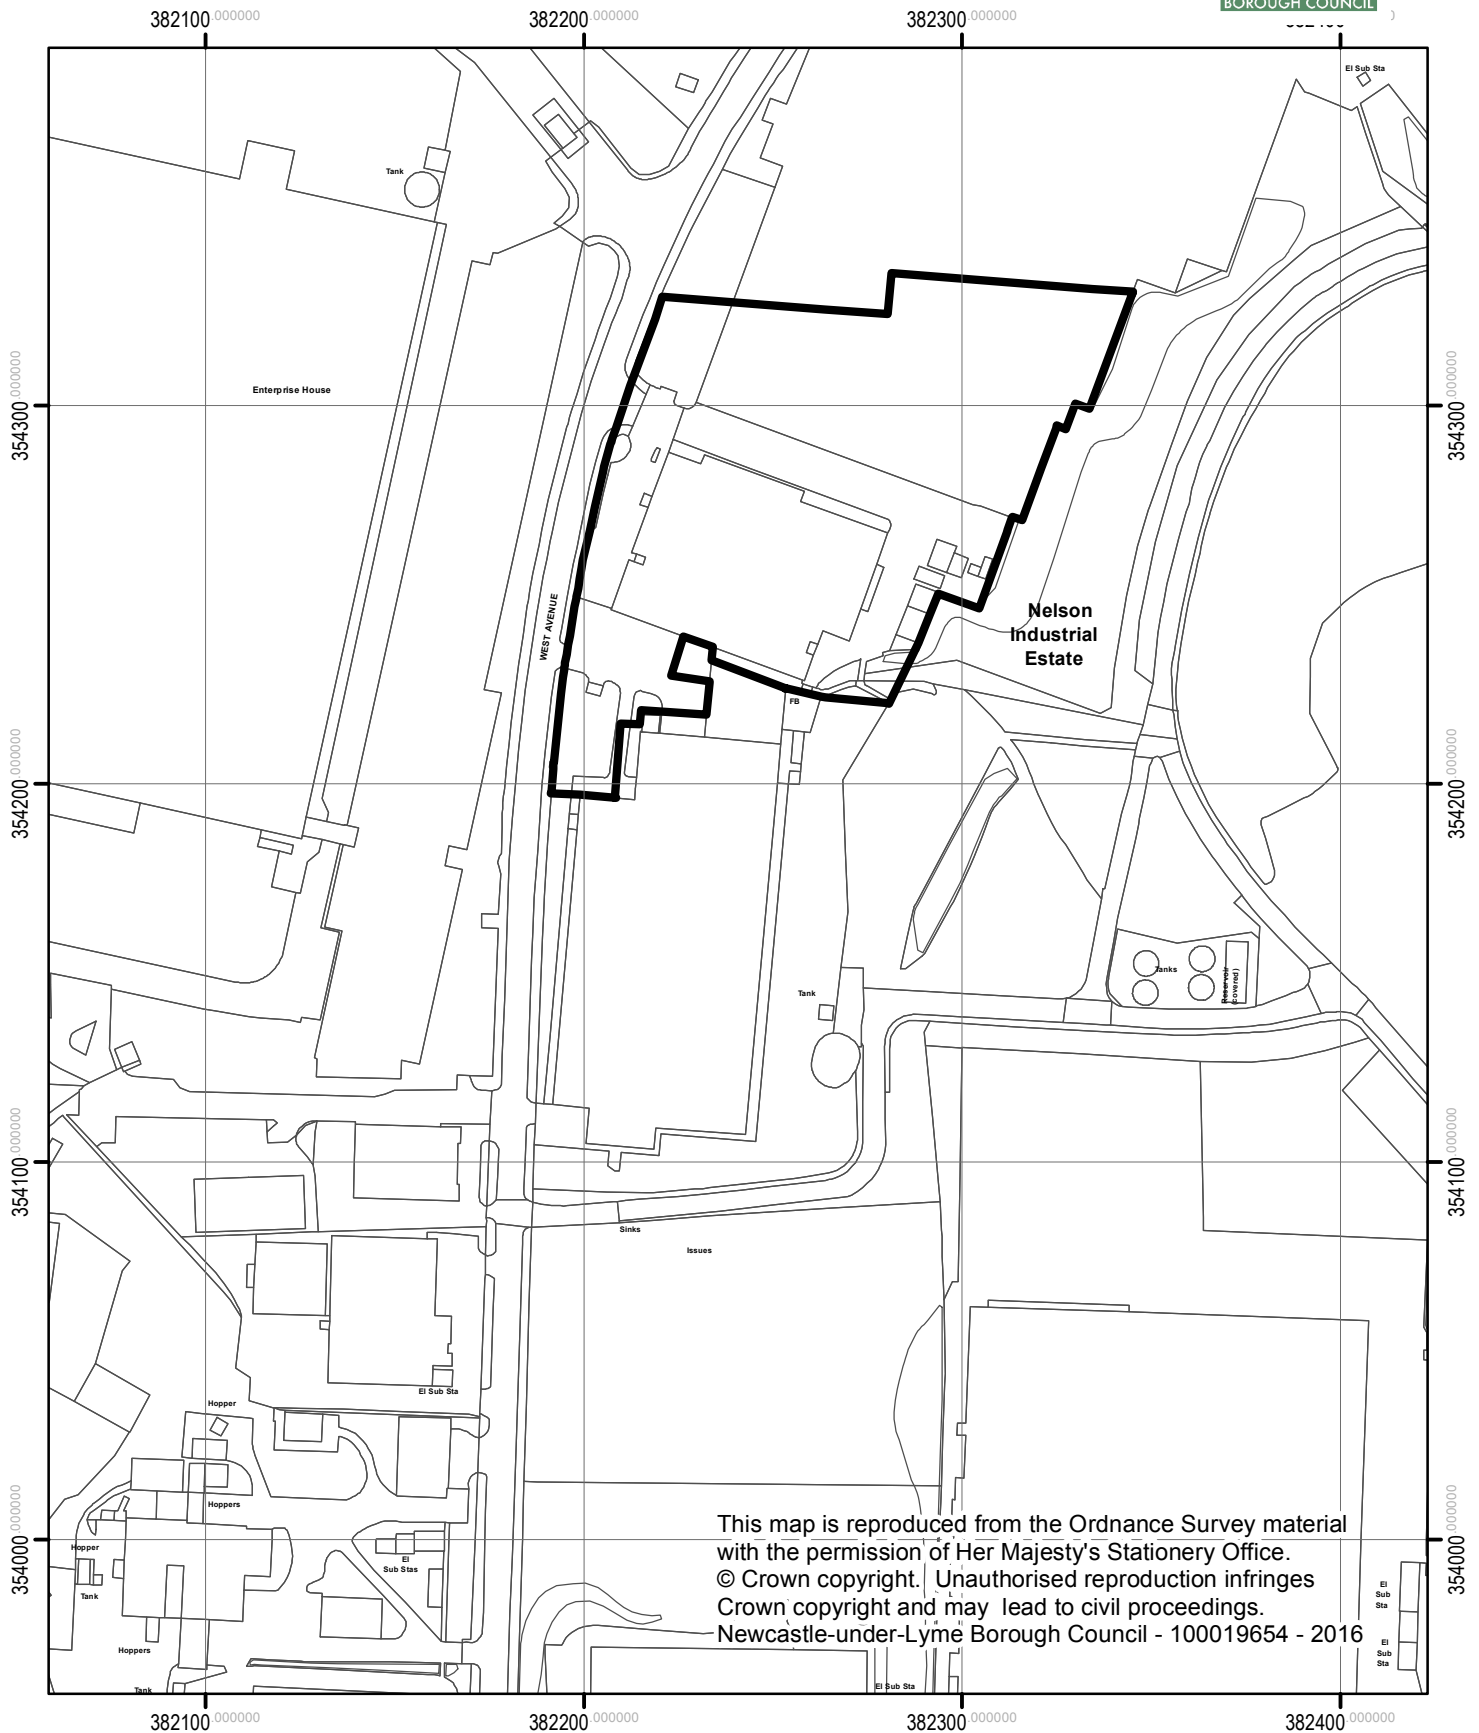 BOROUGH COUNCIL
382100.000000
382200.000000
382300.000000
El Sub Sta
Tank
354300.000000
354300.000000
Enterprise House
WEST AVENUE
Nelson
Industrial
Estate
FB
354200.000000
354200.000000
Tank
Tanks
Reservoir
(covered)
354100.000000
354100.000000
Sinks
Issues
El Sub Sta
Hopper
Hoppers
Hopper
El
Sub Stas
Tank
Hoppers
Tank
354000.000000
354000.000000
This map is reproduced from the Ordnance Survey material
with the permission of Her Majesty's Stationery Office.
© Crown copyright. Unauthorised reproduction infringes
Crown copyright and may lead to civil proceedings.
Newcastle-under-Lyme Borough Council - 100019654 - 2016
El
Sub
Sta
El
Sub
Sta
El Sub Sta
382100.000000
382200.000000
382300.000000
382400.000000